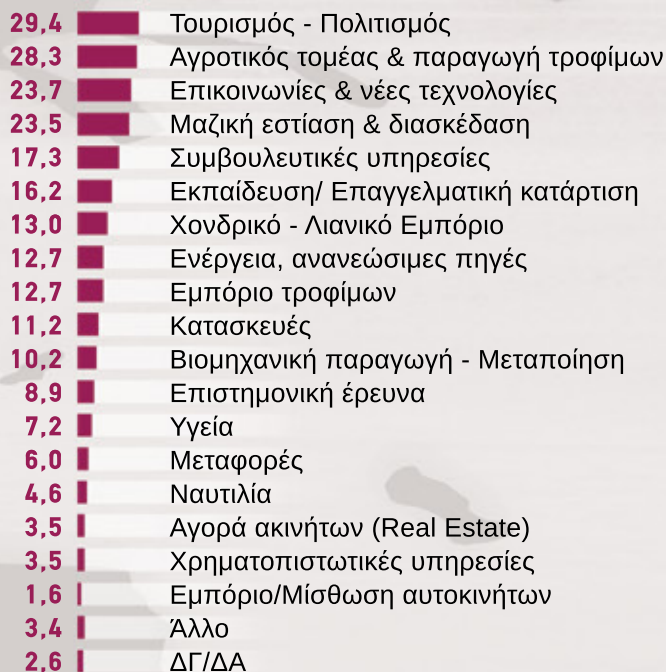 29,4 Τουρισμός - Πολιτισμός
28,3 Αγροτικός τομέας & παραγωγή τροφίμων
23,7 Επικοινωνίες & νέες τεχνολογίες
23,5 Μαζική εστίαση & διασκέδαση
17,3 Συμβουλευτικές υπηρεσίες
16,2 Εκπαίδευση/ Επαγγελματική κατάρτιση
13,0 Χονδρικό - Λιανικό Εμπόριο
12,7 Ενέργεια, ανανεώσιμες πηγές
12,7 Εμπόριο τροφίμων
11,2 Κατασκευές
10,2 Βιομηχανική παραγωγή - Μεταποίηση
8,9 Επιστημονική έρευνα
7,2 Υγεία
6,0 Μεταφορές
4,6 Ναυτιλία
3,5 Αγορά ακινήτων (Real Estate)
3,5 Χρηματοπιστωτικές υπηρεσίες
1,6 Εμπόριο/Μίσθωση αυτοκινήτων
3,4 Άλλο
2,6 ΔΓ/ΔΑ